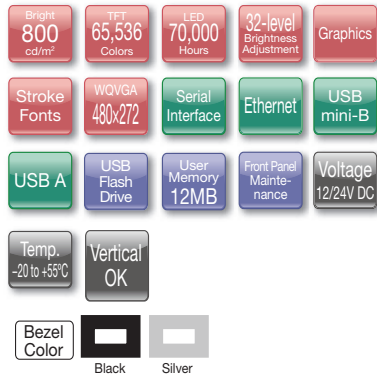 Bright
800
cd/m²
TFT
65,536
Colors
LED
70,000
Hours
32-level
Brightness
Adjustment
Graphics
Stroke
Fonts
WQVGA
480x272
Serial
Interface
Ethernet
USB
mini-B
USB A
USB
Flash
Drive
User
Memory
12MB
Front Panel
Mainte-
nance
Voltage
12/24V DC
Temp.
–20 to +55ºC
Vertical
OK
Bezel
Color
Black
Silver